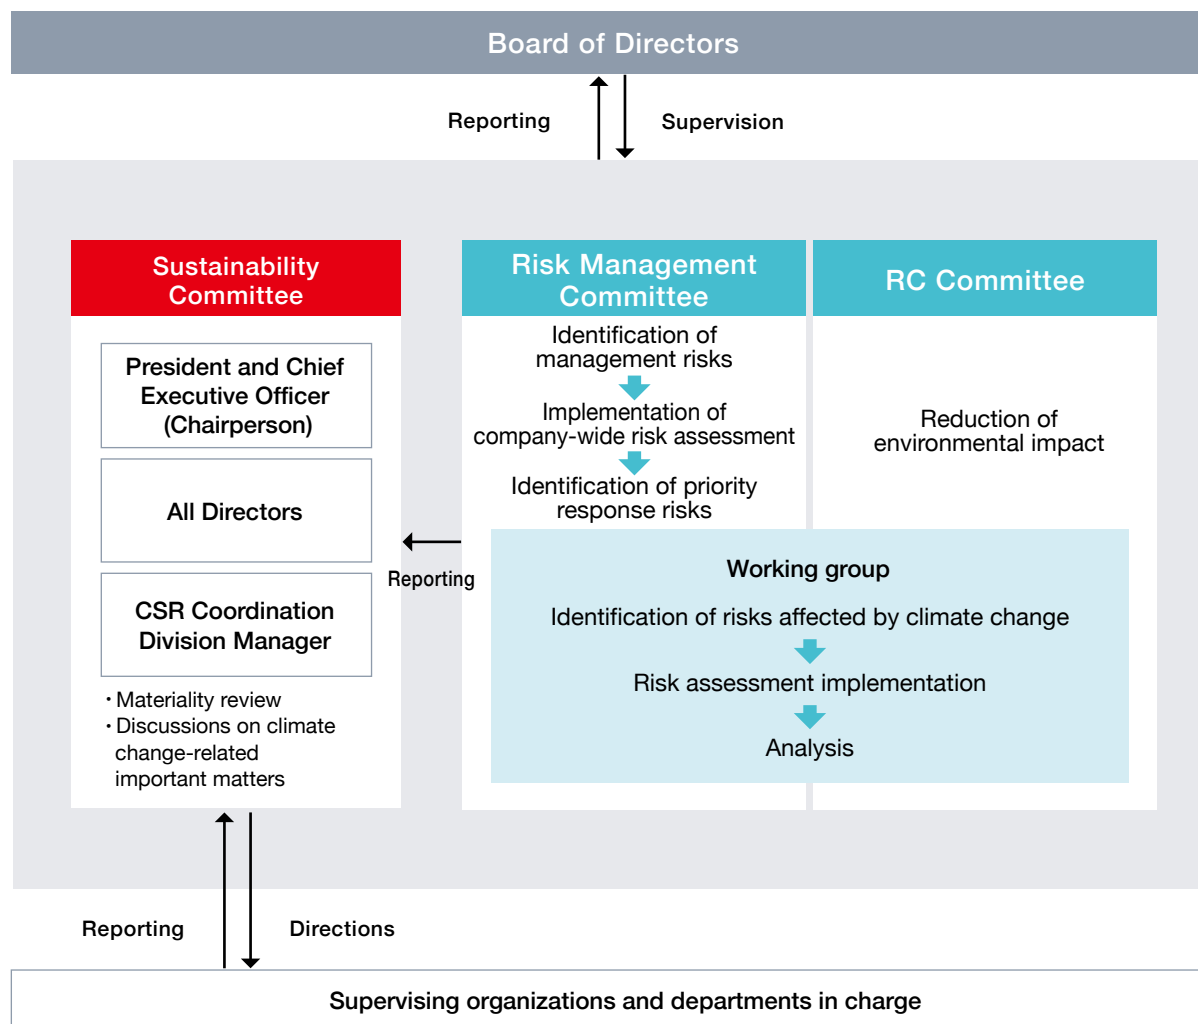 Board of Directors
Reporting
Supervision
Sustainability
Committee
President and Chief
Executive Officer
(Chairperson)
All Directors
CSR Coordination
Division Manager
・Materiality review
・Discussions on climate
change-related
important matters
Reporting
Risk Management
Committee
Identification of
management risks
Implementation of
company-wide risk assessment
Identification of priority
response risks
RC Committee
Reduction of
environmental impact
Working group
Identification of risks affected by climate change
Risk assessment implementation
Analysis
Reporting
Directions
Supervising organizations and departments in charge